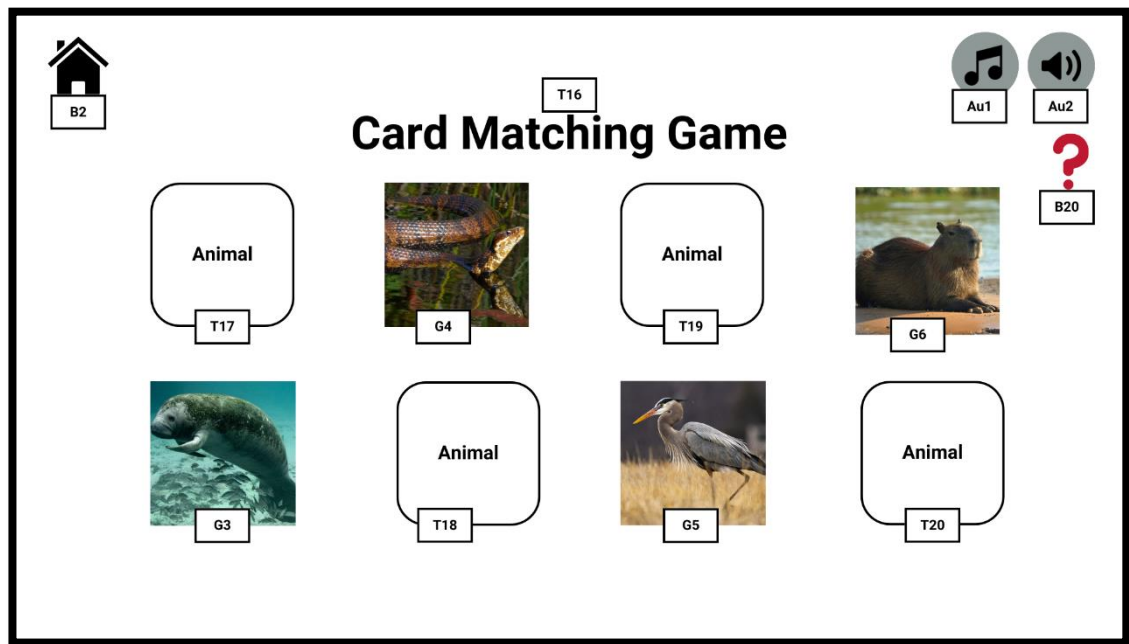 B2
T16
Au1
Au2
Card Matching Game
?
B20
Animal
T17
G4
Animal
T19
G6
G3
Animal
T18
G5
Animal
T20